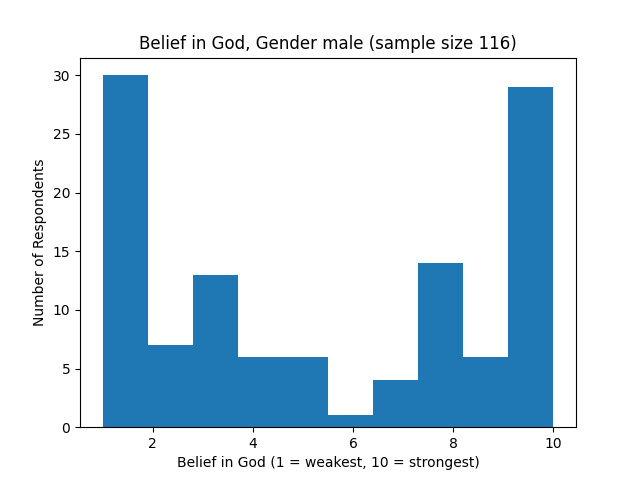 Belief in God, Gender male (sample size 116)
Number of Respondents
30
25
20
15
10
5
0
2 4 6 8 10
Belief in God (1 = weakest, 10 = strongest)